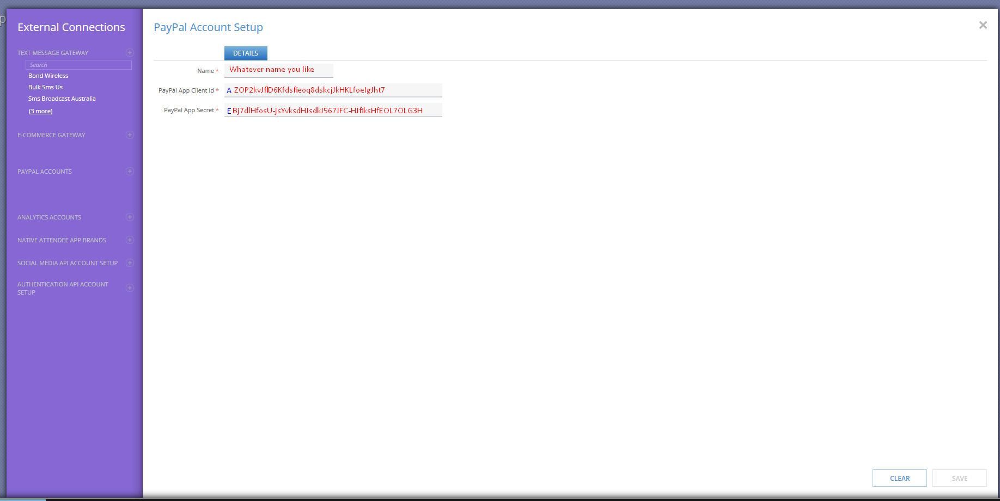 p
External Connections
TEXT MESSAGE GATEWAY
Search
Bond Wireless
Bulk Sms Us
Sms Broadcast Australia
(3 more)
E-COMMERCE GATEWAY
PAYPAL ACCOUNTS
ANALYTICS ACCOUNTS
NATIVE ATTENDEE APP BRANDS
SOCIAL MEDIA API ACCOUNT SETUP
AUTHENTICATION API ACCOUNT
SETUP
PayPal Account Setup
DETAILS
Name * Whatever name you like
PayPal App Client Id * A ZOP2kvJflD6Kfdsfieoq8dskcjJkHKLfoeIgJht7
PayPal App Secret * E Bj7dlHfosU-jsYvksdHJsdkJ567JFC-HJfiksHfEOL7OLG3H
CLEAR SAVE